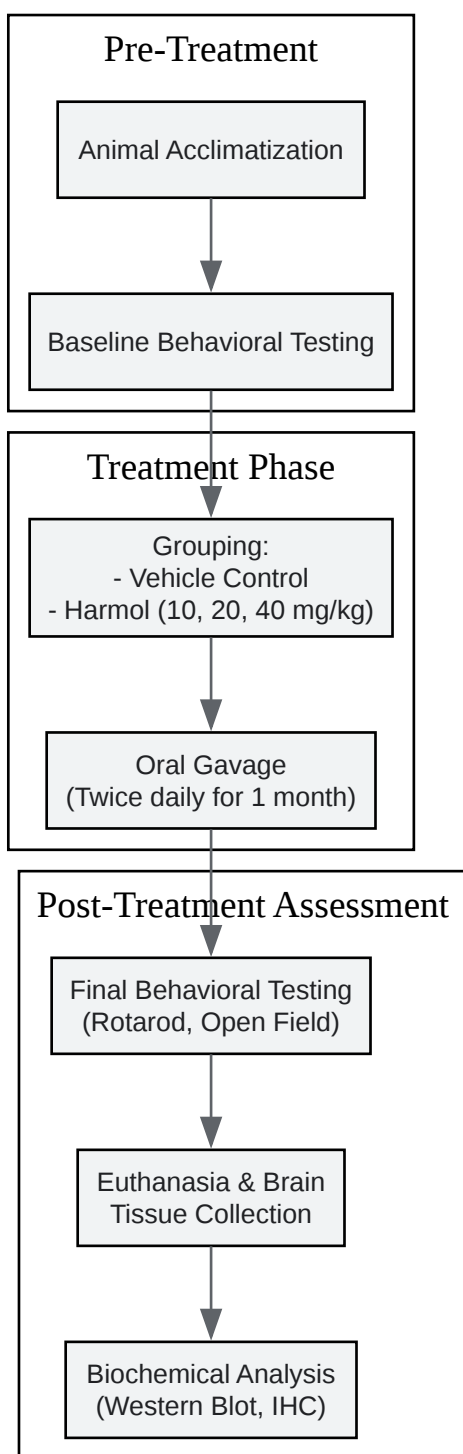 Pre-Treatment
Animal Acclimatization
Baseline Behavioral Testing
Treatment Phase
Grouping:
- Vehicle Control
- Harmol (10, 20, 40 mg/kg)
Oral Gavage
(Twice daily for 1 month)
Post-Treatment Assessment
Final Behavioral Testing
(Rotarod, Open Field)
Euthanasia & Brain
Tissue Collection
Biochemical Analysis
(Western Blot, IHC)